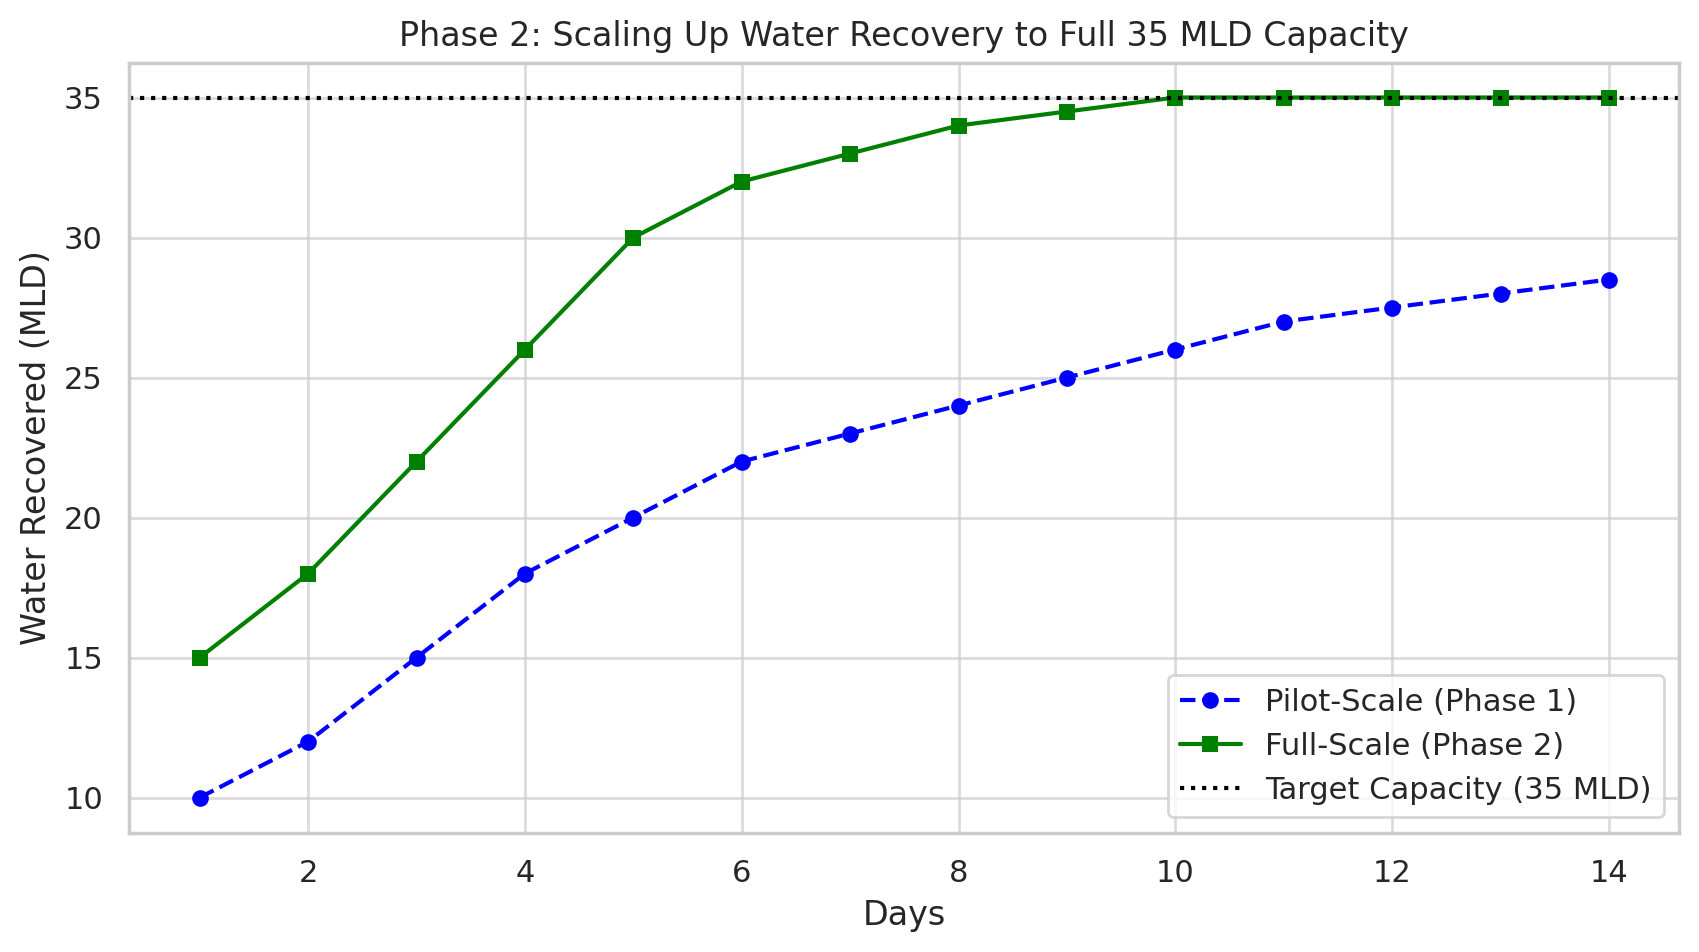 Phase 2: Scaling Up Water Recovery to Full 35 MLD Capacity
Water Recovered (MLD)
35
30
25
20
15
10
2 4 6 8 10 12 14
Days
Pilot-Scale (Phase 1)
Full-Scale (Phase 2)
Target Capacity (35 MLD)